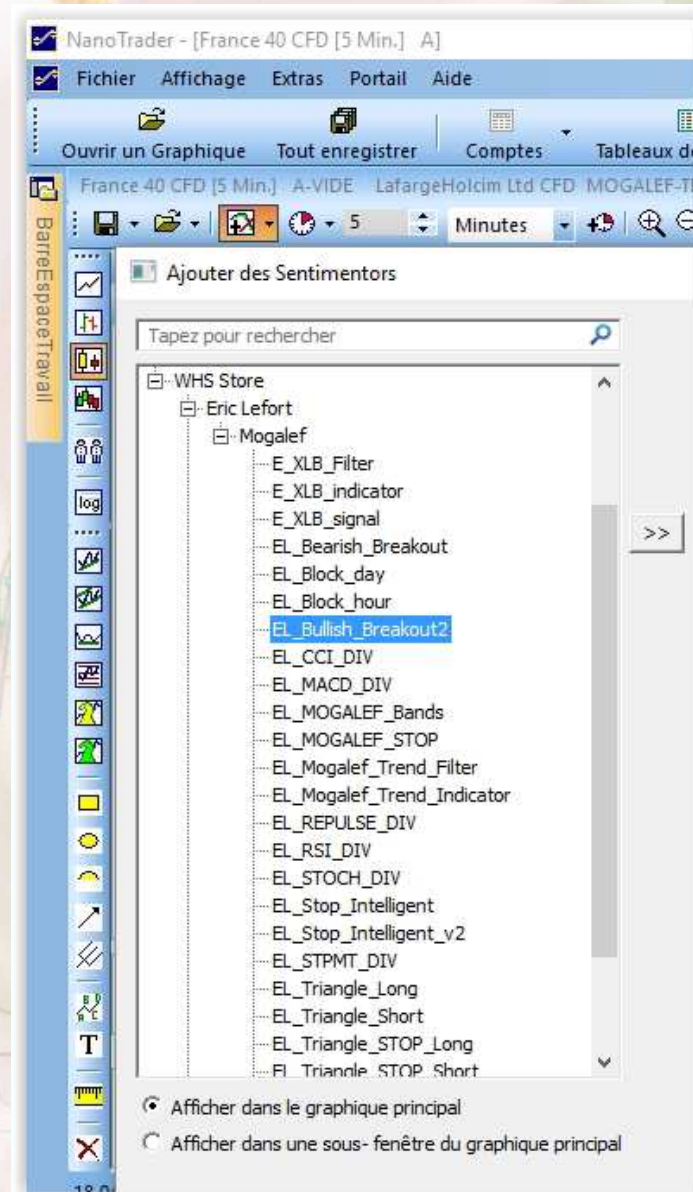 NanoTrader - [France 40 CFD [5 Min.] A]
Fichier Affichage Extras Portail Aide
Ouvrir un Graphique Tout enregistrer Comptes Tableaux d
France 40 CFD [5 Min.] A-VIDE LafargeHolcim Ltd CFD MOGALEF-T
BarreEspaceTravail
5 Minutes
Ajouter des Sentimentors
Tapez pour rechercher
WHS Store
Eric Lefort
Mogalef
E_XLB_Filter
E_XLB_indicator
E_XLB_signal
EL_Bearish_Breakout
>>
EL_Block_day
EL_Block_hour
EL_Bullish_Breakout2
EL_CCI_DIV
EL_MACD_DIV
EL_MOGALEF_Bands
EL_MOGALEF_STOP
EL_Mogalef_Trend_Filter
EL_Mogalef_Trend_Indicator
EL_REPULSE_DIV
EL_RSI_DIV
EL_STOCH_DIV
EL_Stop_Intelligent
EL_Stop_Intelligent_v2
EL_STPMT_DIV
EL_Triangle_Long
EL_Triangle_Short
EL_Triangle_STOP_Long
EL_Triangle_STOP_Short
log
T
Afficher dans le graphique principal
Afficher dans une sous- fenêtre du graphique principal